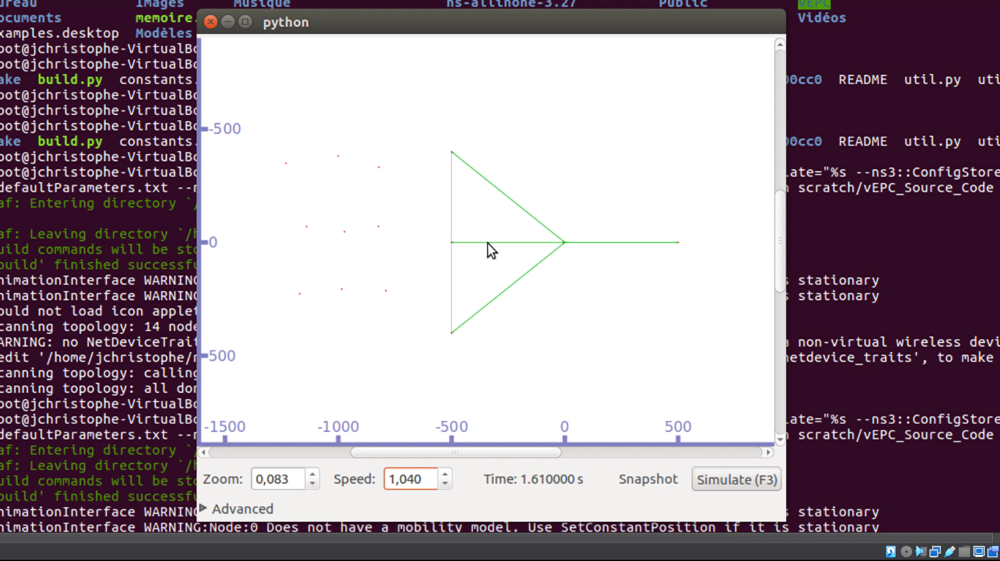 ureau Images Musique ns-allinone-3.27 Public vEPC
ocuments memoire. Vidéos
xamples.desktop Modèles
oot@jchristophe-VirtualBo
oot@jchristophe-VirtualBo
ake build.py constants. 00cc0 README util.py uti
oot@jchristophe-VirtualBo
oot@jchristophe-VirtualBo
oot@jchristophe-VirtualBo
ake build.py constants. 00cc0 README util.py uti
oot@jchristophe-VirtualBo
oot@jchristophe-VirtualBo late="%s --ns3::ConfigStore
defaultParameters.txt --r n scratch/vEPC_Source_Code
af: Entering directory `/
af: Leaving directory `/h
uild commands will be sto
build' finished successfu
nimationInterface WARNING s stationary
nimationInterface WARNING s stationary
ould not load icon applet
canning topology: 14 node
ARNING: no NetDeviceTrait a non-virtual wireless devi
edit '/home/jchristophe/n netdevice_traits', to make
canning topology: calling
canning topology: all don
oot@jchristophe-VirtualBo
oot@jchristophe-VirtualBo late="%s --ns3::ConfigStore
defaultParameters.txt --r n scratch/vEPC_Source_Code
af: Entering directory `/
af: Leaving directory `/h
uild commands will be sto
build' finished successfu
nimationInterface WARNING s stationary
nimationInterface WARNING:Node:0 Does not have a mobility model. Use SetConstantPosition if it is stationary
python
-500
0
500
-1500 -1000 -500 0 500
Zoom: 0,083 Speed: 1,040 Time: 1.610000 s Snapshot Simulate (F3)
Advanced